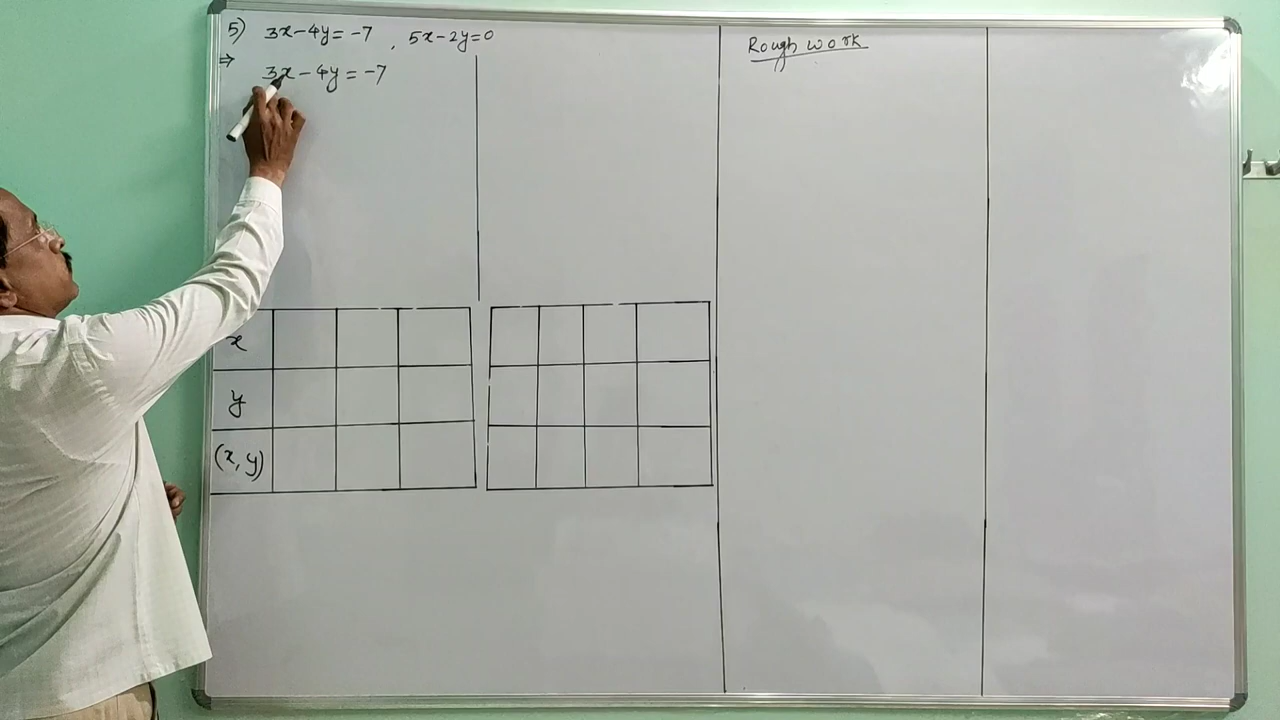 5) 3x-4y= -7 , 5x-2y=0
⇒ 3x-4y= -7
Rough work
x
y
(x, y)